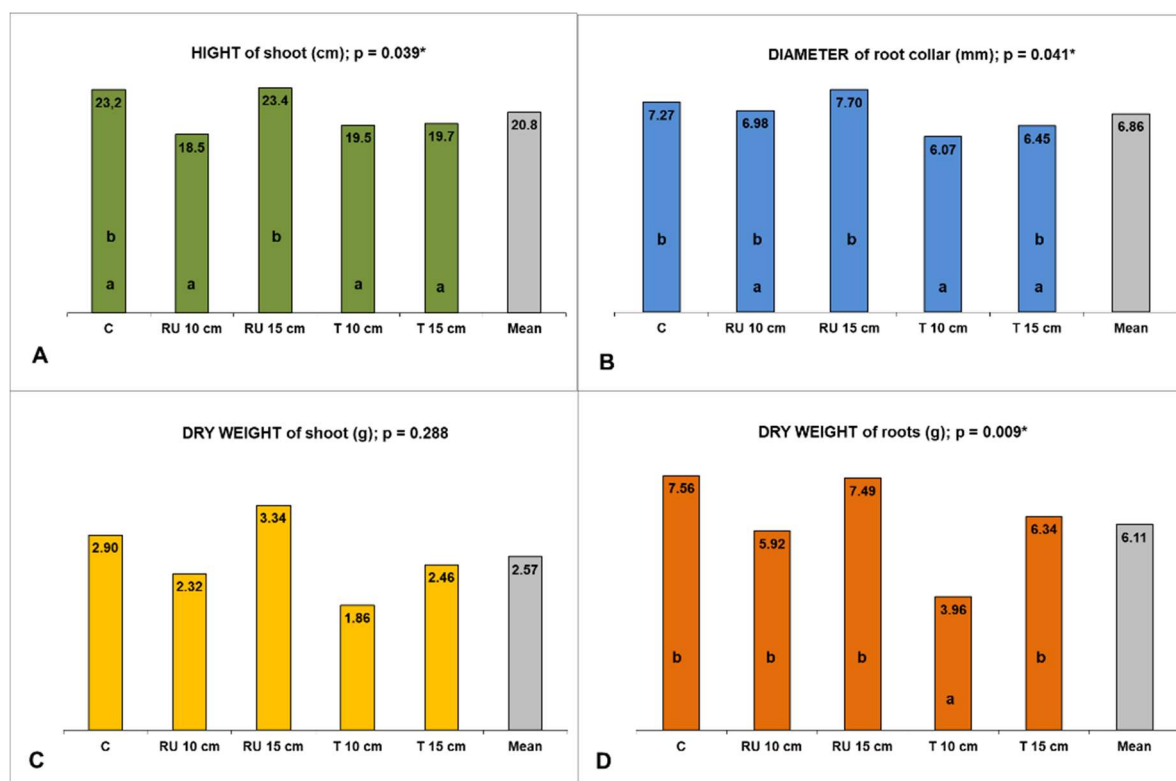 HIGHT of shoot (cm); p = 0.039*
23,2
18.5
23.4
19.5
19.7
20.8
b
b
a
a
a
a
C
RU 10 cm
RU 15 cm
T 10 cm
T 15 cm
Mean
A
DIAMETER of root collar (mm); p = 0.041*
7.27
6.98
7.70
6.07
6.45
6.86
b
b
b
b
a
a
a
C
RU 10 cm
RU 15 cm
T 10 cm
T 15 cm
Mean
B
DRY WEIGHT of shoot (g); p = 0.288
2.90
2.32
3.34
1.86
2.46
2.57
C
RU 10 cm
RU 15 cm
T 10 cm
T 15 cm
Mean
C
DRY WEIGHT of roots (g); p = 0.009*
7.56
5.92
7.49
3.96
6.34
6.11
b
b
b
b
a
C
RU 10 cm
RU 15 cm
T 10 cm
T 15 cm
Mean
D